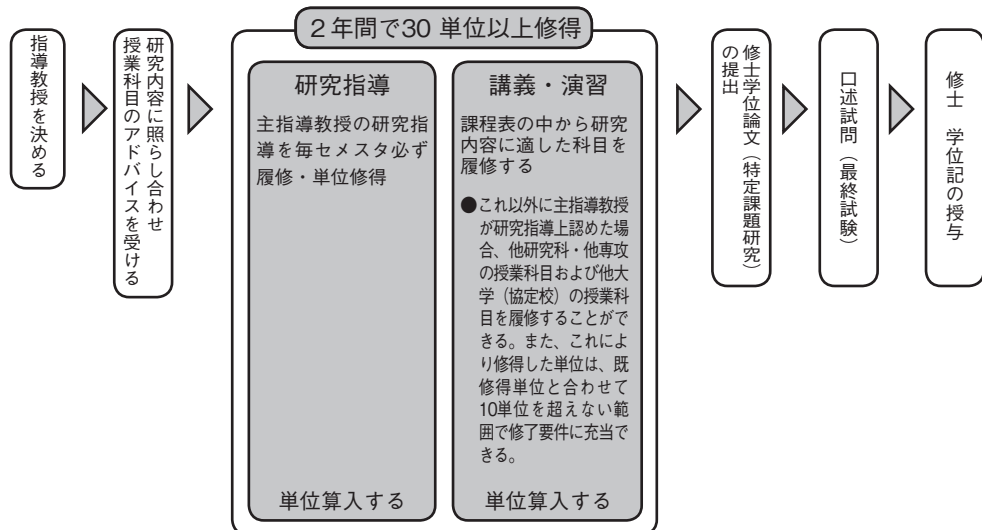 指導教授を決める
研究内容に照らし合わせ
授業科目のアドバイスを受ける
２年間で30 単位以上修得
研究指導
主指導教授の研究指
導を毎セメスタ必ず
履修・単位修得
単位算入する
講義・演習
課程表の中から研究
内容に適した科目を
履修する
●これ以外に主指導教授
が研究指導上認めた場
合、他研究科・他専攻
の授業科目および他大
学（協定校）の授業科
目を履修することがで
きる。また、これによ
り修得した単位は、既
修得単位と合わせて
10単位を超えない範
囲で修了要件に充当で
きる。
単位算入する
修士学位論文（特定課題研究）
の提出
口述試問（最終試験）
修士　学位記の授与